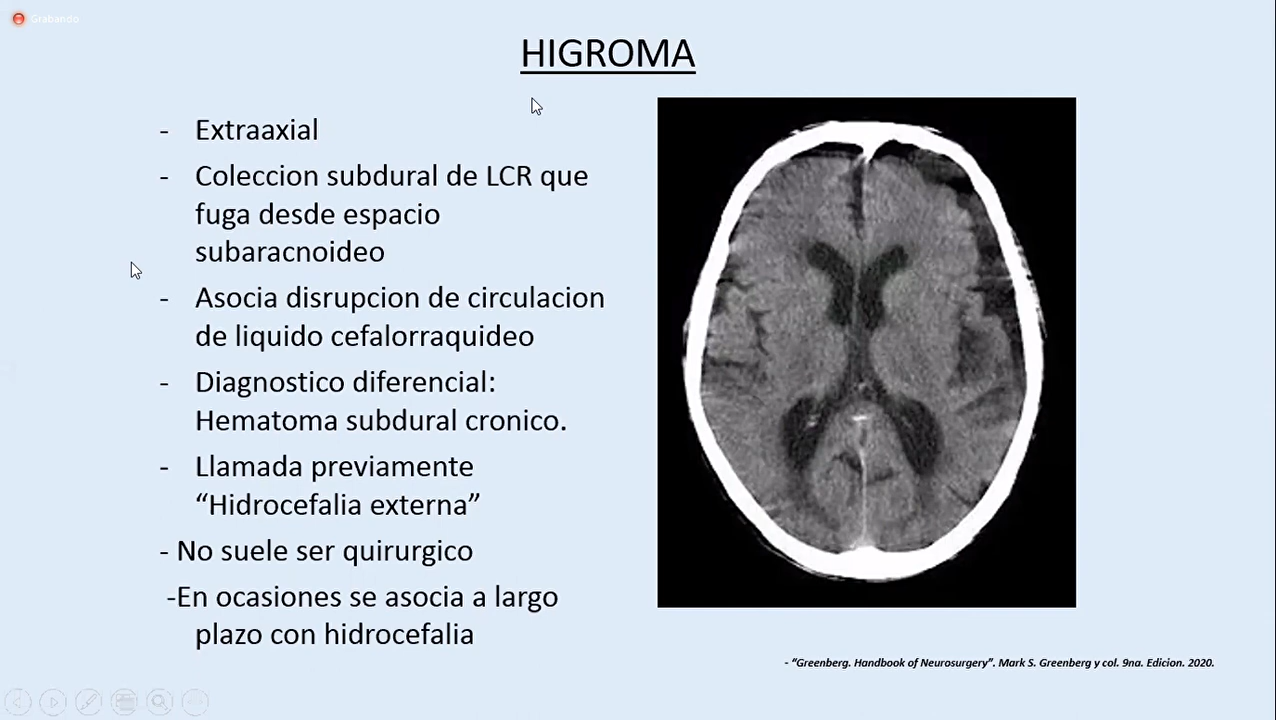 Grabando
HIGROMA
- Extraaxial
- Coleccion subdural de LCR que
fuga desde espacio
subaracnoideo
- Asocia disrupcion de circulacion
de liquido cefalorraquideo
- Diagnostico diferencial:
Hematoma subdural cronico.
- Llamada previamente
“Hidrocefalia externa”
- No suele ser quirurgico
-En ocasiones se asocia a largo
plazo con hidrocefalia
- “Greenberg. Handbook of Neurosurgery”. Mark S. Greenberg y col. 9na. Edicion. 2020.